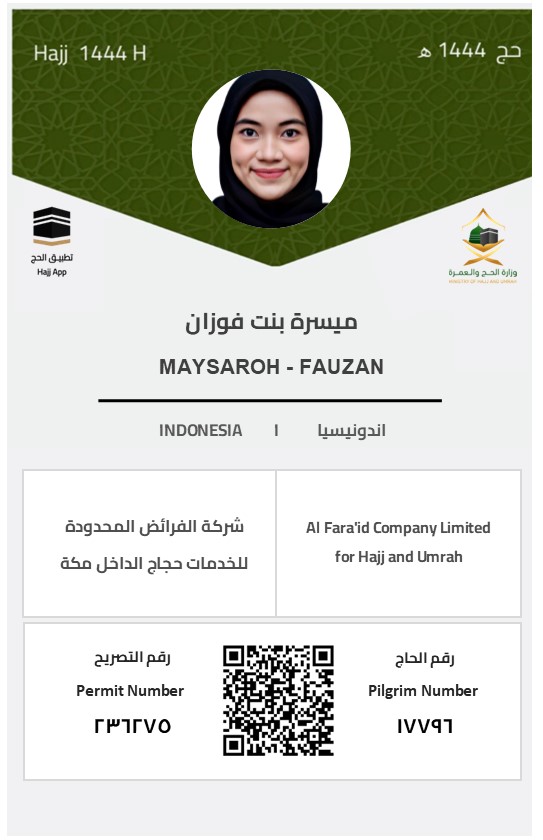 Hajj 1444 H
حج 1444 هـ
تطبيق الحج
Hajj App
وزارة الحج والعمرة
MINISTRY OF HAJJ AND UMRAH
ميسرة بنت فوزان
MAYSAROH - FAUZAN
INDONESIA | اندونيسيا
شركة الفرائض المحدودة
للخدمات حجاج الداخل مكة
Al Fara'id Company Limited
for Hajj and Umrah
رقم التصريح
Permit Number
٢٣٦٢٧٥
رقم الحاج
Pilgrim Number
١٧٧٩٦